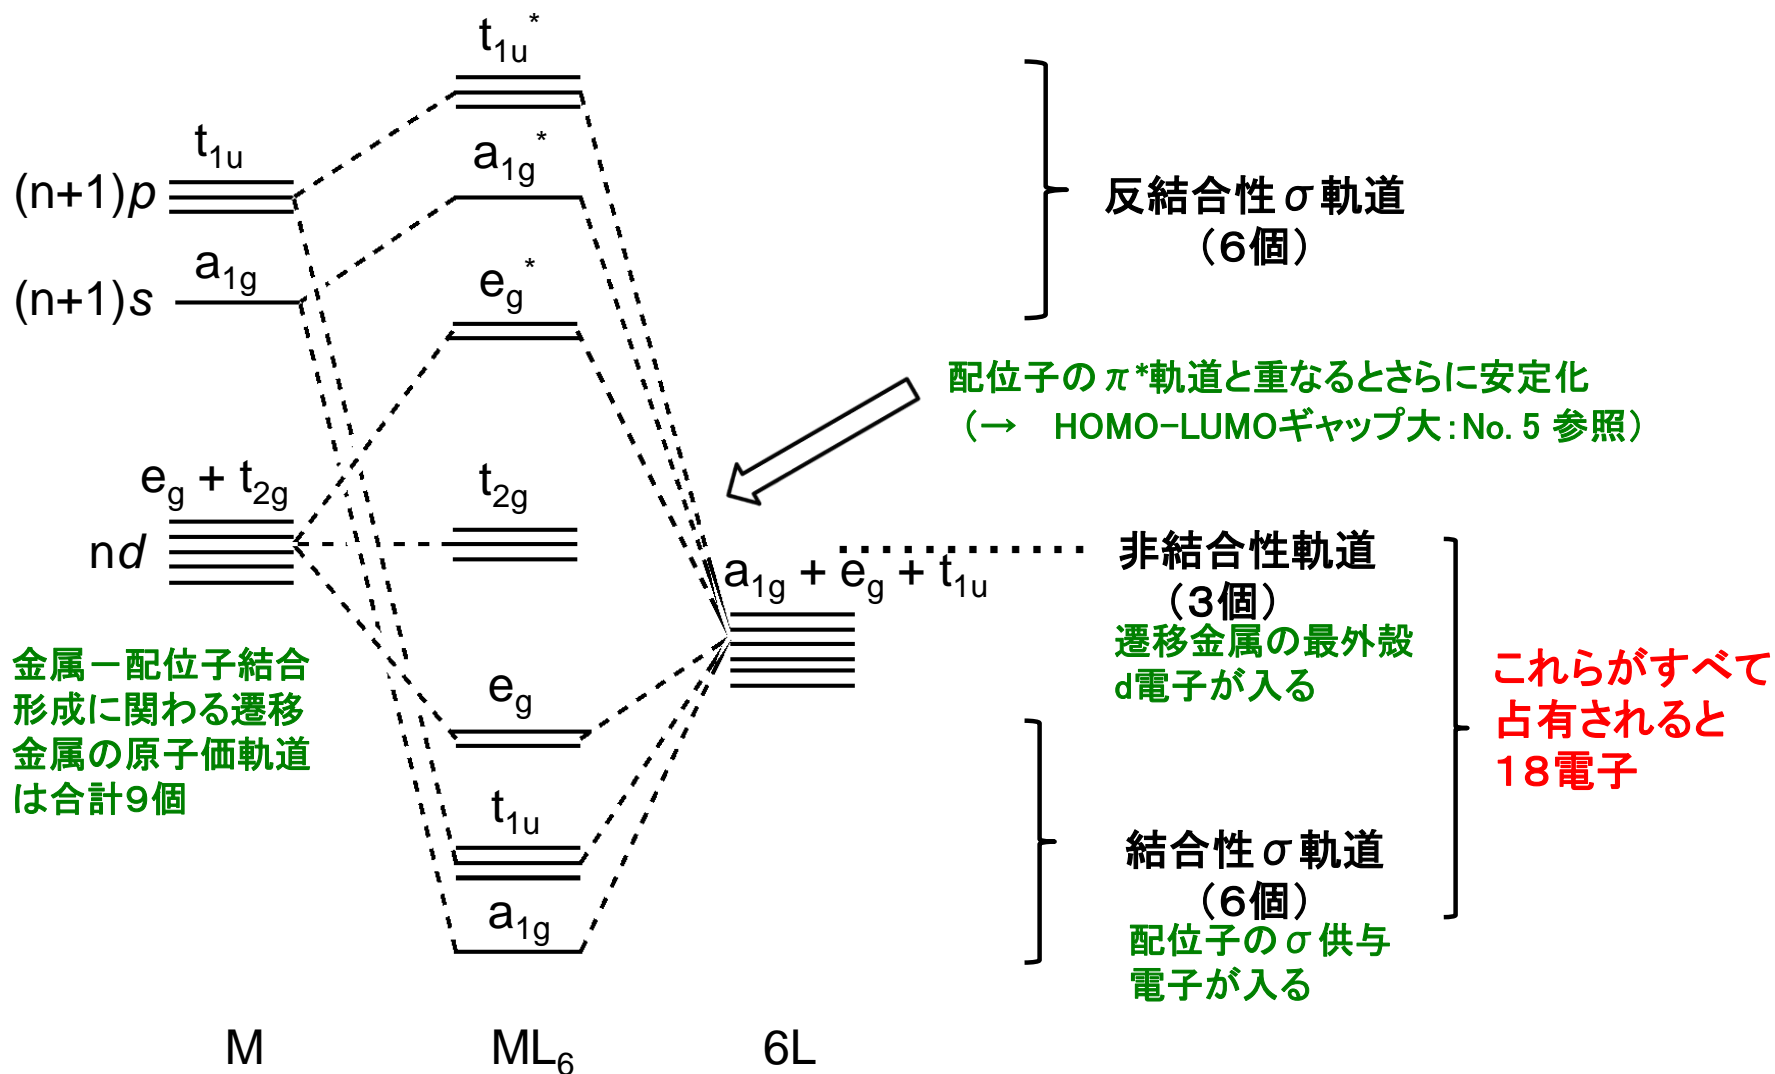 t1u*
t1u
(n+1)p
a1g*
反結合性σ軌道
(6個)
a1g
(n+1)s
eg*
配位子のπ*軌道と重なるとさらに安定化
(→ HOMO-LUMOギャップ大:No. 5 参照)
eg + t2g
nd
t2g
非結合性軌道
(3個)
遷移金属の最外殻
d電子が入る
a1g + eg + t1u
金属-配位子結合
形成に関わる遷移
金属の原子価軌道
は合計9個
これらがすべて
占有されると
18電子
eg
t1u
結合性σ軌道
(6個)
配位子のσ供与
電子が入る
a1g
M
ML6
6L